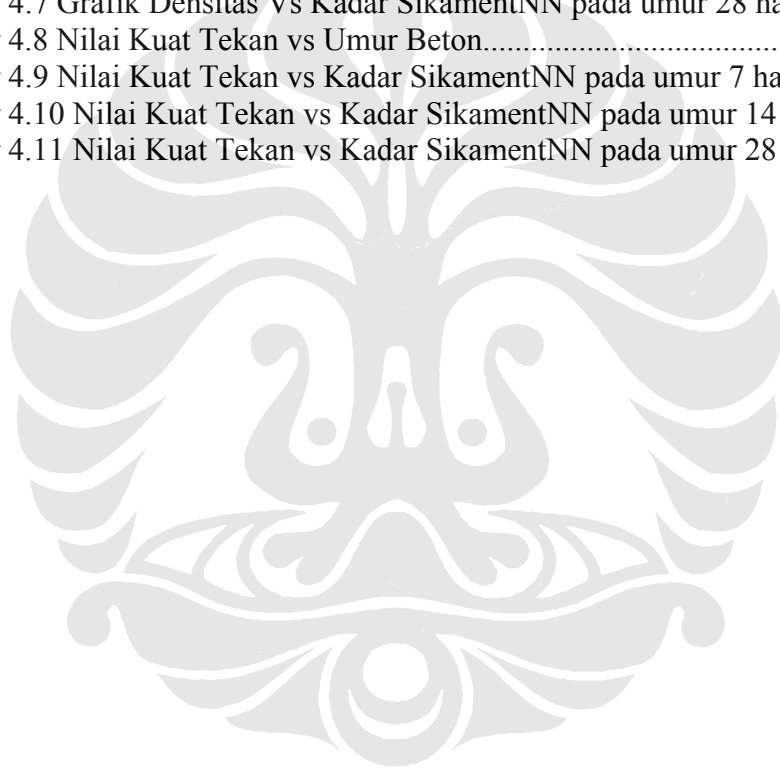 4.7 Grafik Densitas Vs Kadar SikamentNN pada umur 28
4.8 Nilai Kuat Tekan vs Umur Beton....................................
4.9 Nilai Kuat Tekan vs Kadar SikamentNN pada umur 7
4.10 Nilai Kuat Tekan vs Kadar SikamentNN pada umur 14
4.11 Nilai Kuat Tekan vs Kadar SikamentNN pada umur 28